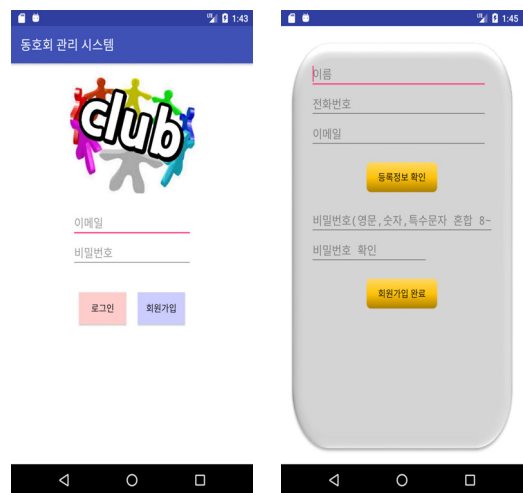 1:43
동호회 관리 시스템
club
이메일
비밀번호
로그인
회원가입
1:45
이름
전화번호
이메일
등록정보 확인
비밀번호(영문,숫자,특수문자 혼합 8~
비밀번호 확인
회원가입 완료